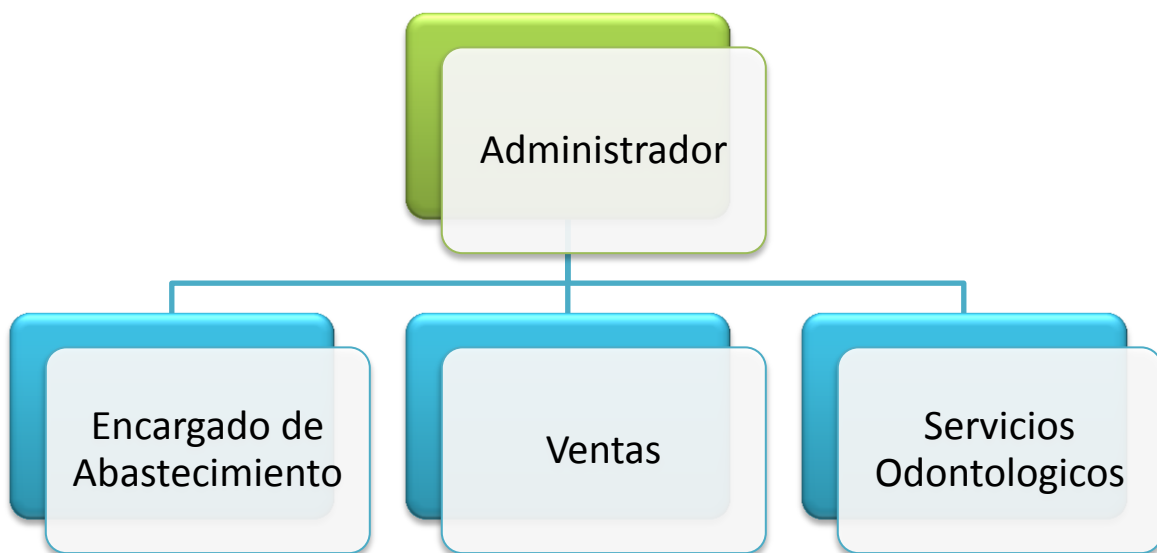 Administrador
Encargado de
Abastecimiento
Ventas
Servicios
Odontologicos